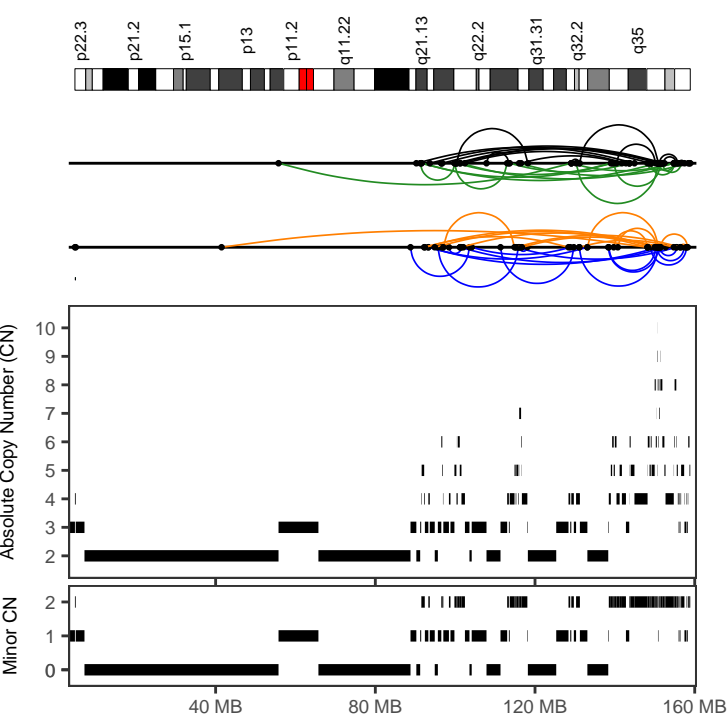 p22.3
p21.2
p15.1
p13
p11.2
q11.22
q21.13
q22.2
q31.31
q32.2
q35
Absolute Copy Number (CN)
10
9
8
7
6
5
4
3
2
Minor CN
2
1
0
40 MB
80 MB
120 MB
160 MB